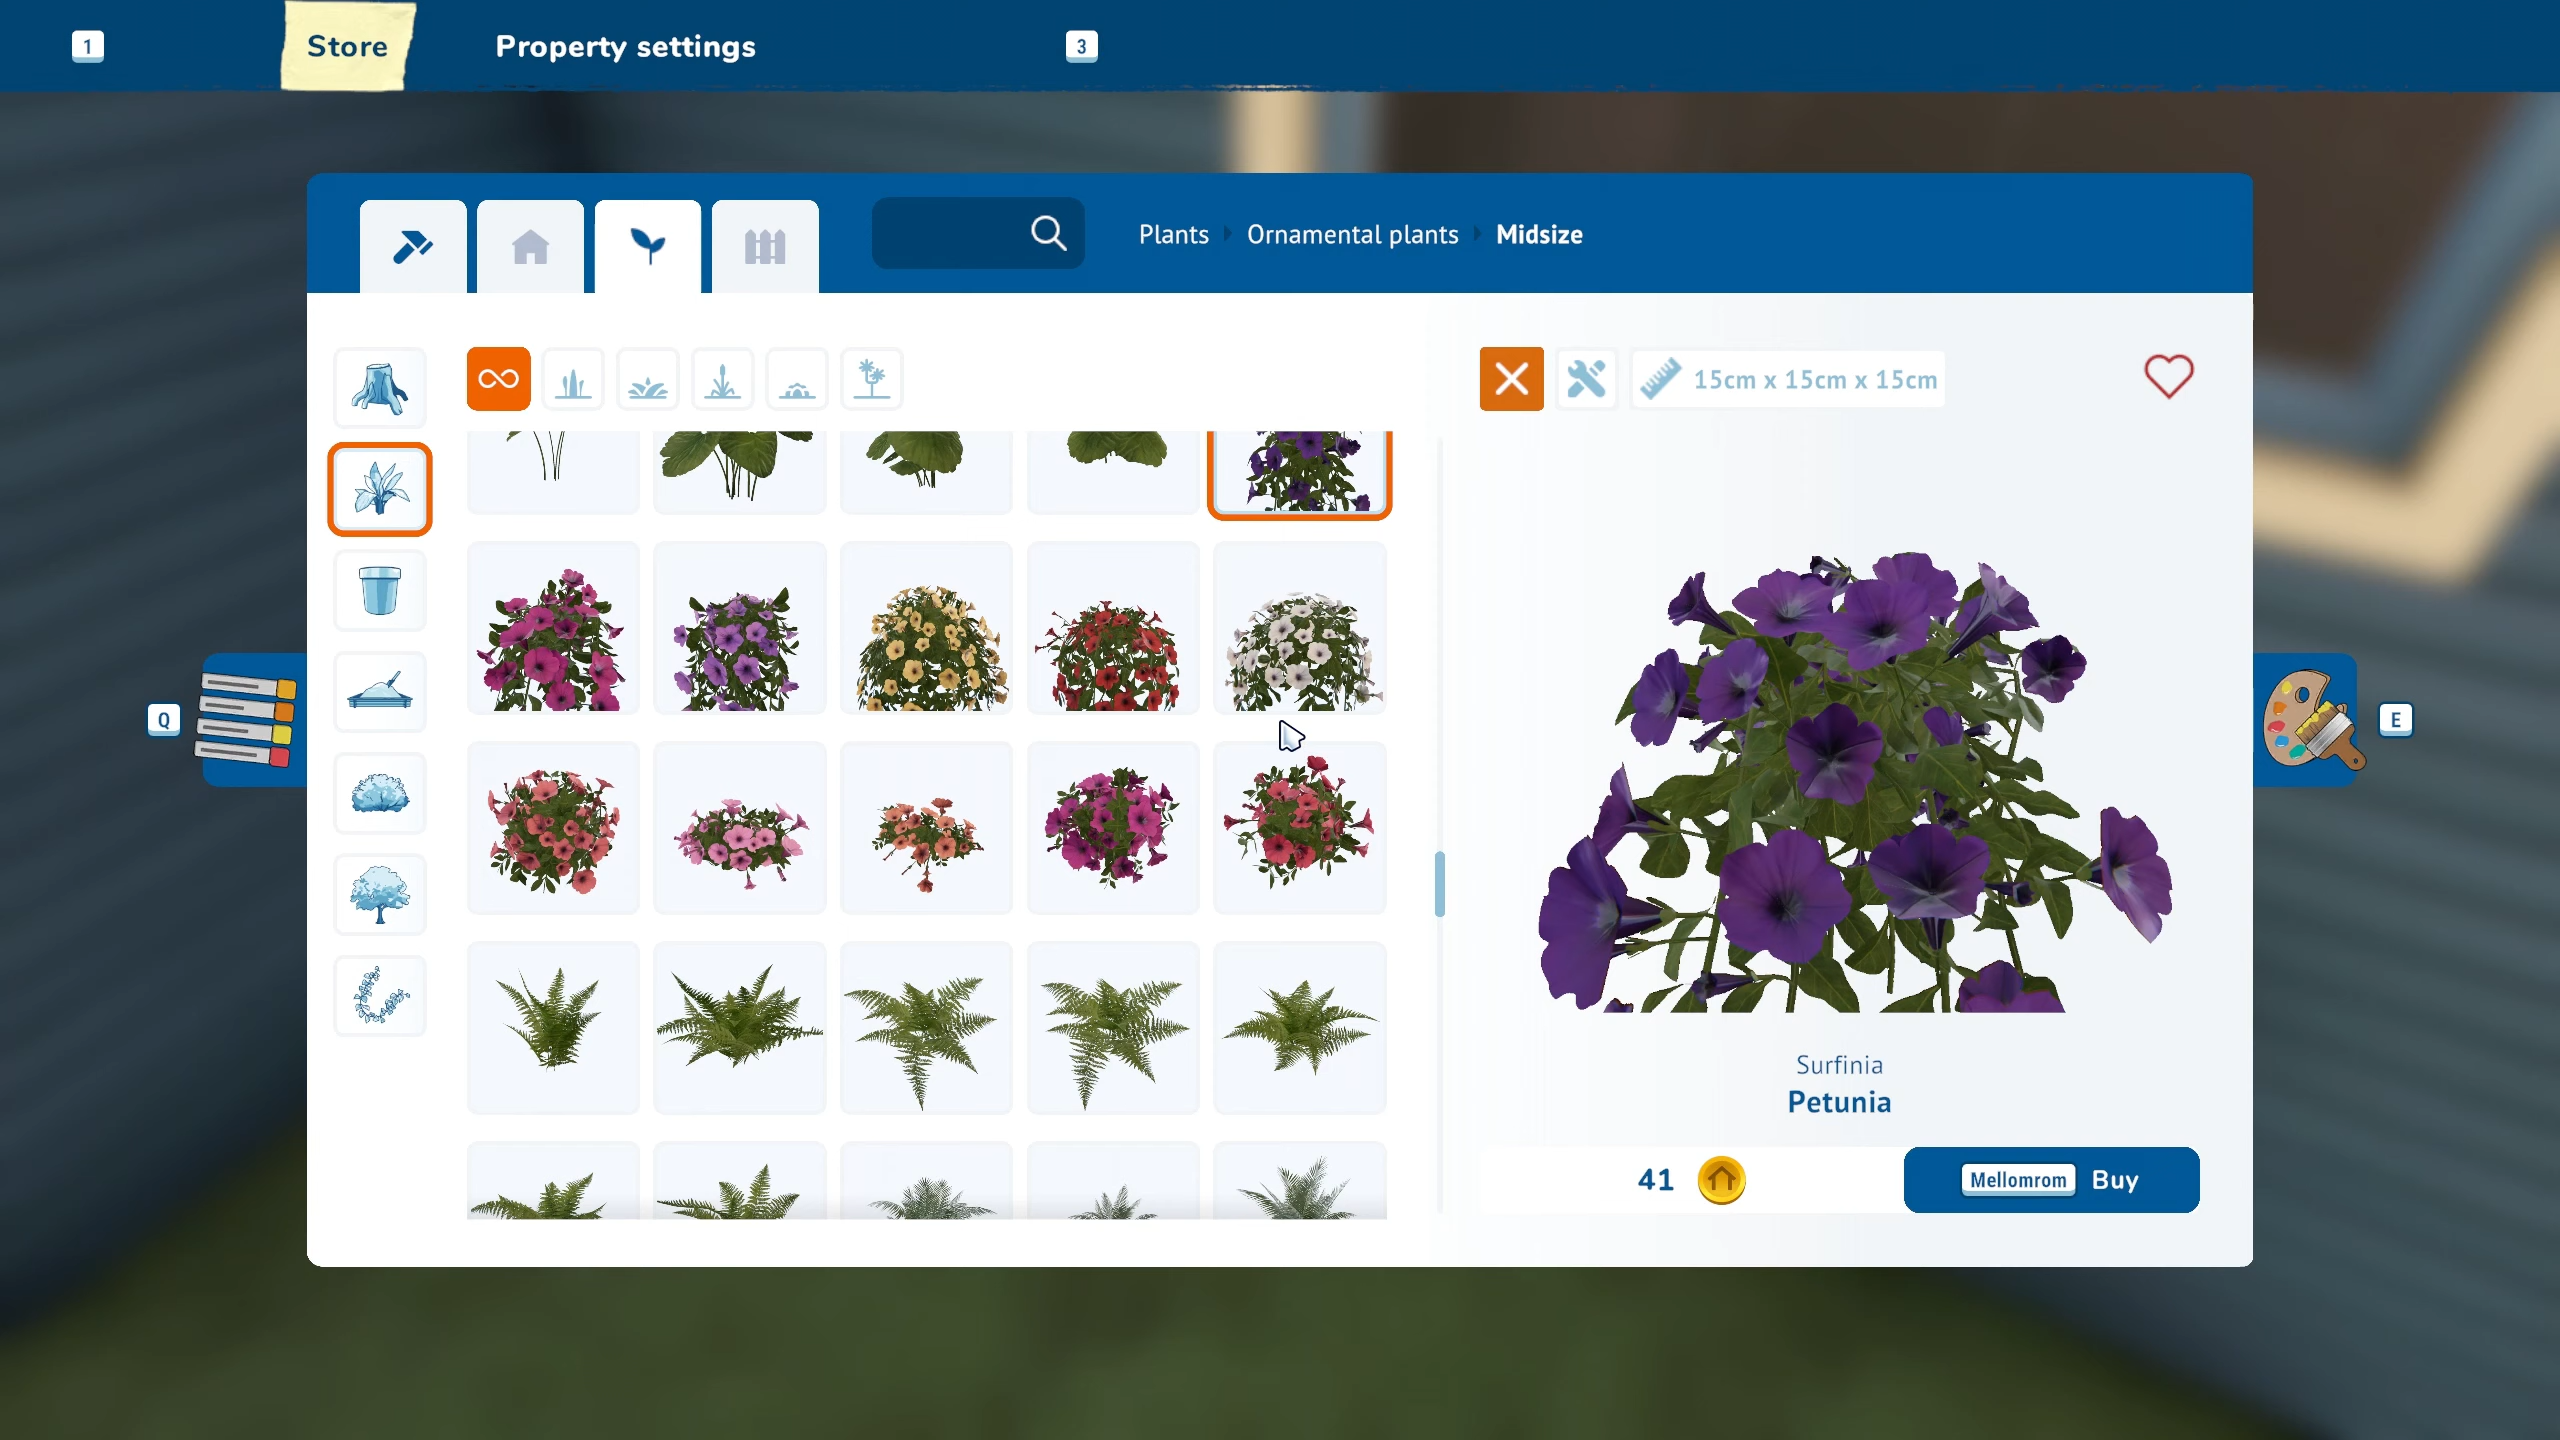 1
Store
Property settings
3
Plants
Ornamental plants
Midsize
15cm x 15cm x 15cm
Q
E
Surfinia
Petunia
41
Mellomrom
Buy